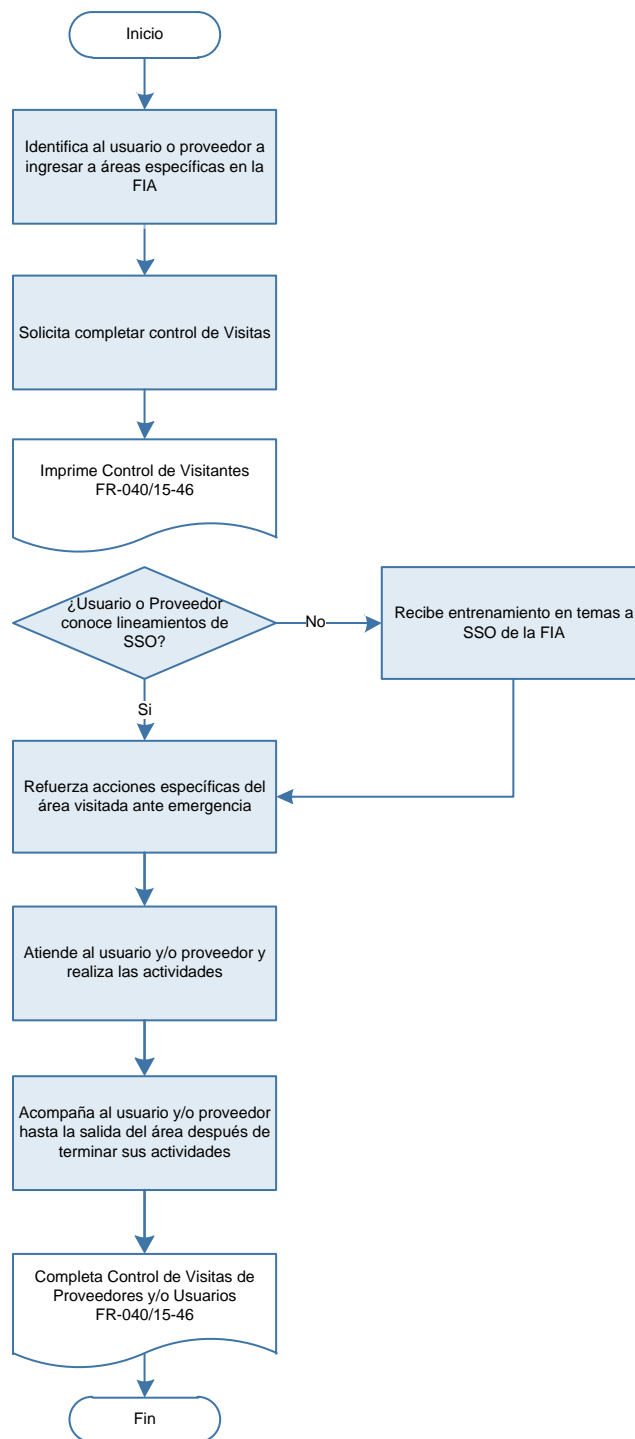 Inicio
Identifica al usuario o proveedor a
ingresar a áreas específicas en la
FIA
Solicita completar control de Visitas
Imprime Control de Visitantes
FR-040/15-46
¿Usuario o Proveedor
conoce lineamientos de
SSO?
No
Recibe entrenamiento en temas a
SSO de la FIA
Si
Refuerza acciones específicas del
área visitada ante emergencia
Atiende al usuario y/o proveedor y
realiza las actividades
Acompaña al usuario y/o proveedor
hasta la salida del área después de
terminar sus actividades
Completa Control de Visitas de
Proveedores y/o Usuarios
FR-040/15-46
Fin